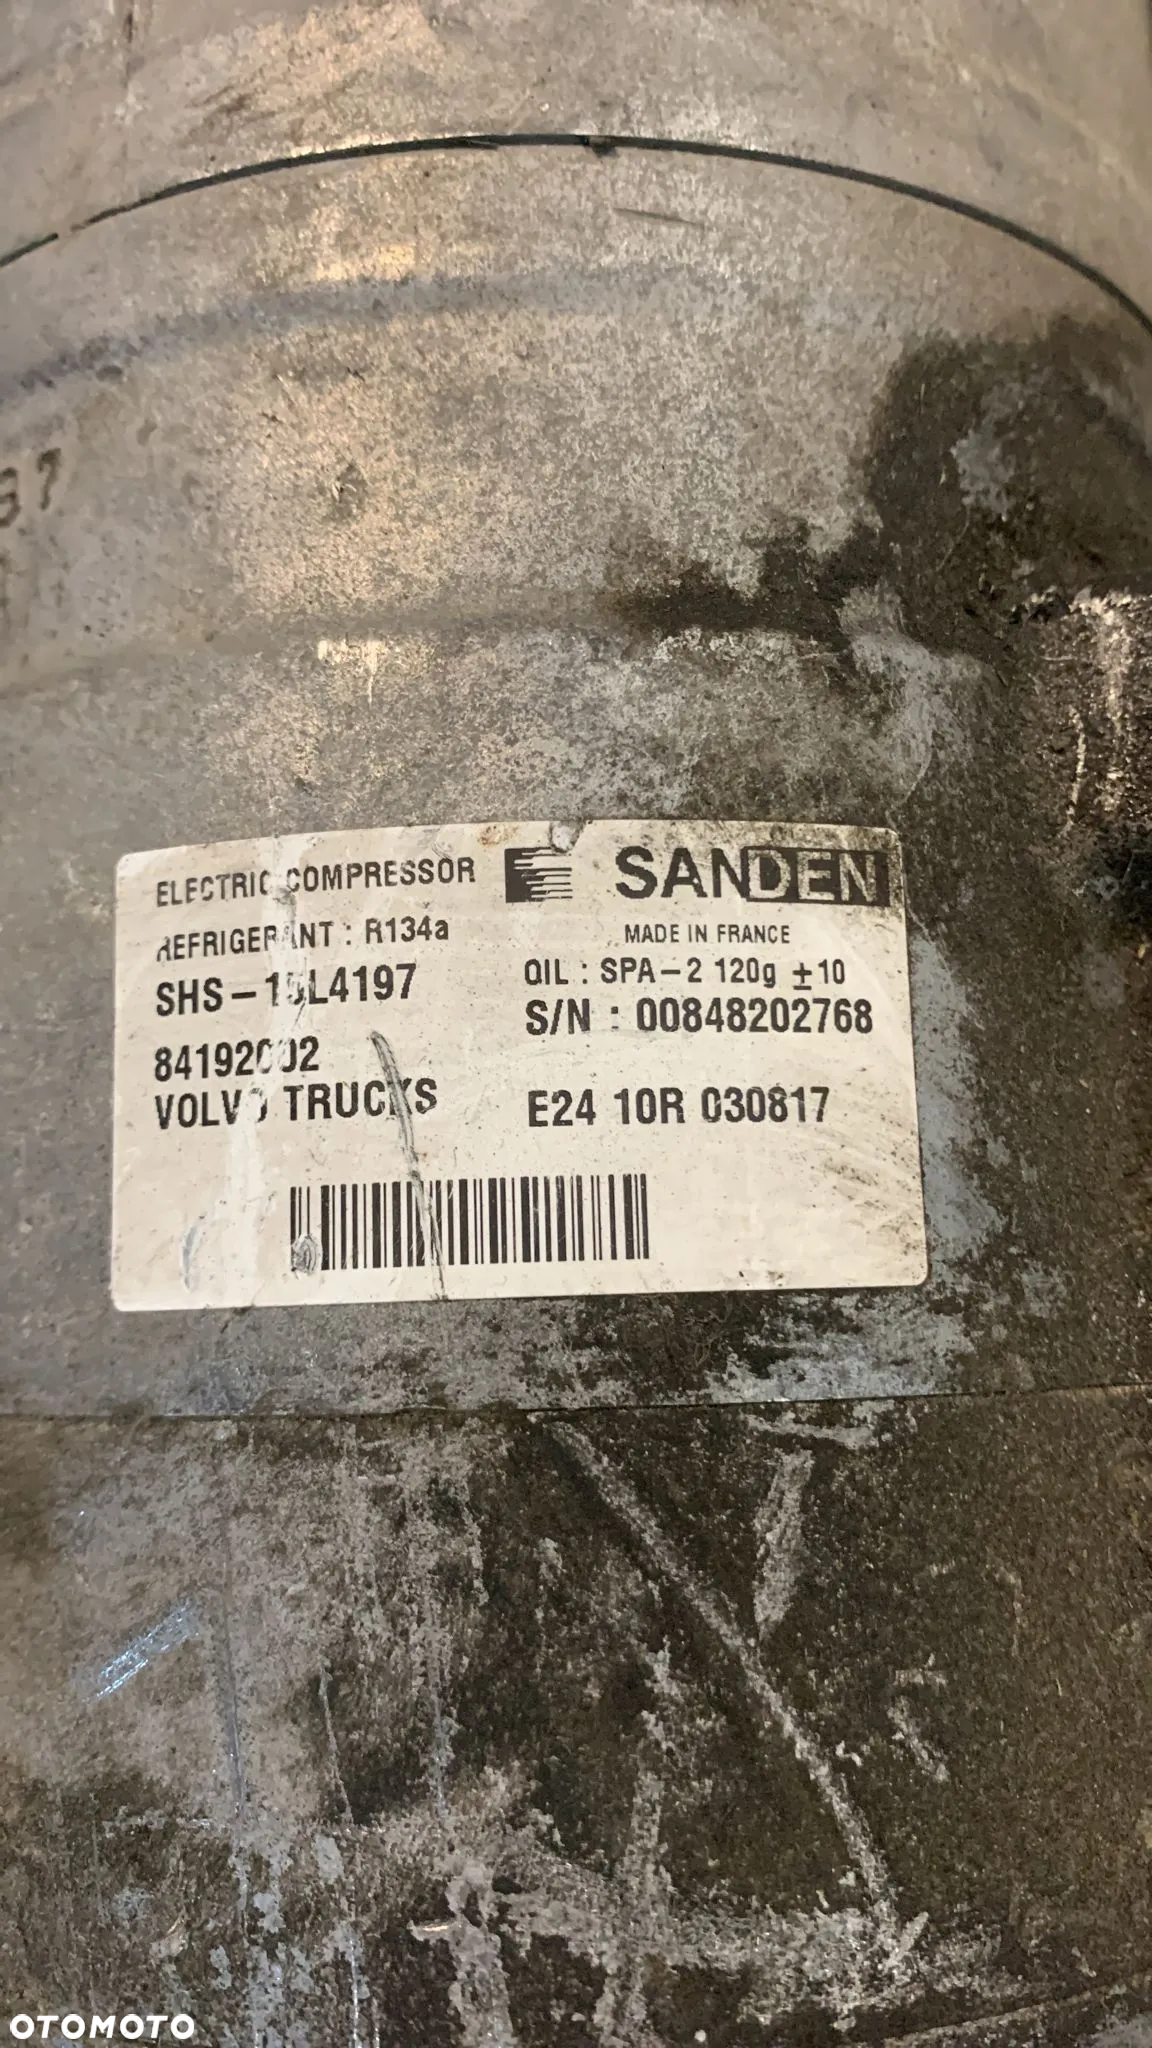 37
ELECTRIC COMPRESSOR
SANDEN
REFRIGERANT : R134a
MADE IN FRANCE
SHS-15L4197
OIL : SPA-2 120g ±10
S/N : 00848202768
84192002
VOLVO TRUCKS
E24 10R 030817
OTOMOTO